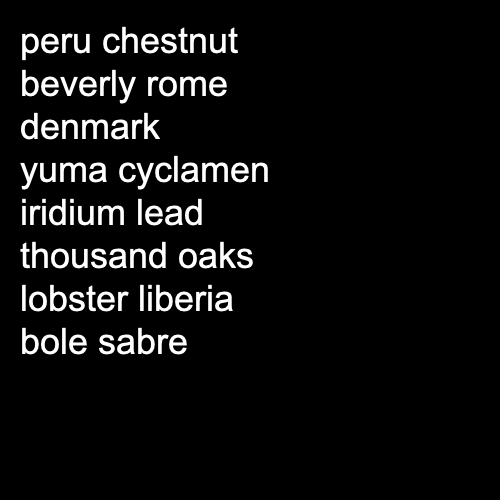 peru chestnut
beverly rome
denmark
yuma cyclamen
iridium lead
thousand oaks
lobster liberia
bole sabre